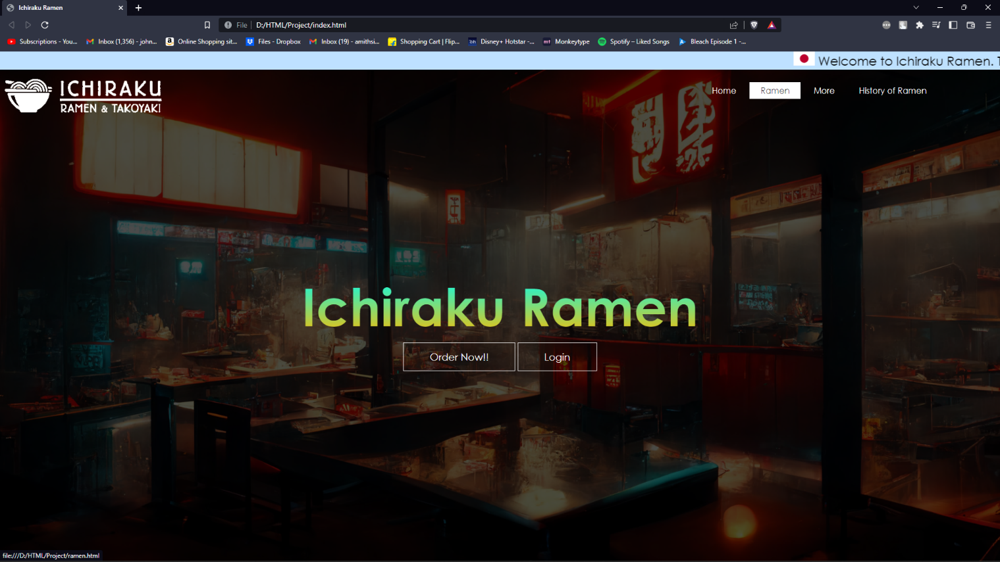 Ichiraku Ramen
File
D:/HTML/Project/index.html
Subscriptions - You...
Inbox (1,356) - john...
Online Shopping sit...
Files - Dropbox
Inbox (19) - amithsi...
Shopping Cart | Flip...
Disney+ Hotstar -...
Monkeytype
Spotify – Liked Songs
Bleach Episode 1 -...
Welcome to Ichiraku Ramen.
ICHIRAKU
RAMEN & TAKOYAKI
Home
Ramen
More
History of Ramen
Ichiraku Ramen
Order Now!!
Login
file:///D:/HTML/Project/ramen.html